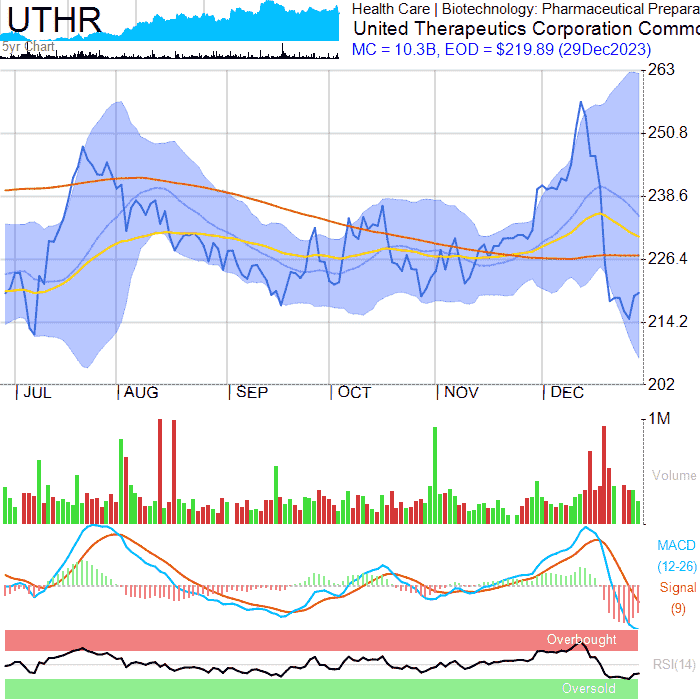 UTHR
5yr Chart
Health Care | Biotechnology: Pharmaceutical Prepara
United Therapeutics Corporation Commo
MC = 10.3B, EOD = $219.89 (29Dec2023)
263
250.8
238.6
226.4
214.2
202
JUL AUG SEP OCT NOV DEC
1M
Volume
MACD
(12-26)
Signal
(9)
Overbought
RSI(14)
Oversold